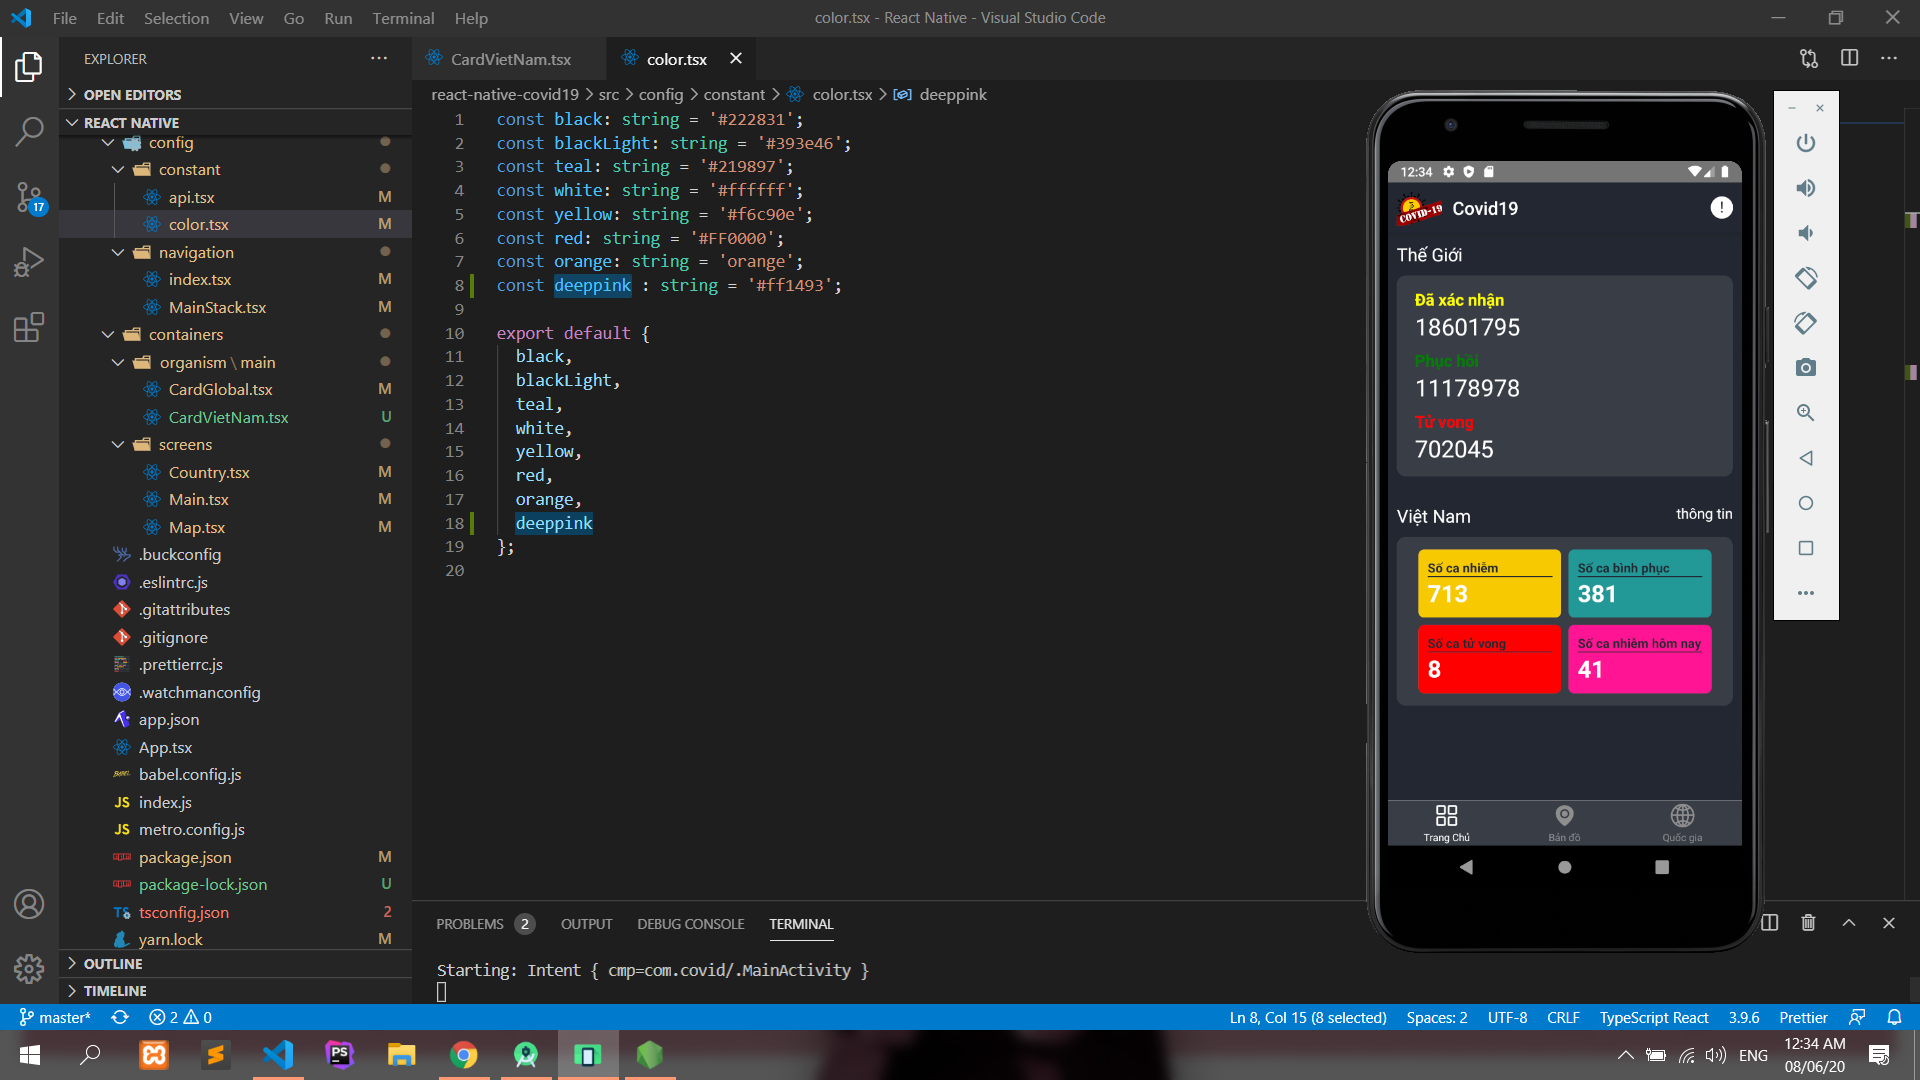 File Edit Selection View Go Run Terminal Help
color.tsx - React Native - Visual Studio Code
EXPLORER
OPEN EDITORS
REACT NATIVE
config
constant
api.tsx M
color.tsx M
navigation
index.tsx M
MainStack.tsx M
containers
organism \ main
CardGlobal.tsx M
CardVietNam.tsx U
screens
Country.tsx M
Main.tsx M
Map.tsx M
.buckconfig
.eslintrc.js
.gitattributes
.gitignore
.prettierrc.js
.watchmanconfig
app.json
App.tsx
babel.config.js
index.js
metro.config.js
package.json M
package-lock.json U
tsconfig.json 2
yarn.lock M
OUTLINE
TIMELINE
17
CardVietNam.tsx
color.tsx
react-native-covid19 > src > config > constant > color.tsx > deeppink
1 const black: string = '#222831';
2 const blackLight: string = '#393e46';
3 const teal: string = '#219897';
4 const white: string = '#ffffff';
5 const yellow: string = '#f6c90e';
6 const red: string = '#FF0000';
7 const orange: string = 'orange';
8 const deeppink : string = '#ff1493';
9
10 export default {
11 black,
12 blackLight,
13 teal,
14 white,
15 yellow,
16 red,
17 orange,
18 deeppink
19 };
20
12:34
COVID-19
Covid19
Thế Giới
Đã xác nhận
18601795
Phục hồi
11178978
Tử vong
702045
Việt Nam
thông tin
Số ca nhiễm
713
Số ca bình phục
381
Số ca tử vong
8
Số ca nhiễm hôm nay
41
Trang Chủ
Bản đồ
Quốc gia
PROBLEMS 2 OUTPUT DEBUG CONSOLE TERMINAL
Starting: Intent { cmp=com.covid/.MainActivity }
master* 2 0
Ln 8, Col 15 (8 selected) Spaces: 2 UTF-8 CRLF TypeScript React 3.9.6 Prettier
PS
ENG
12:34 AM
08/06/20